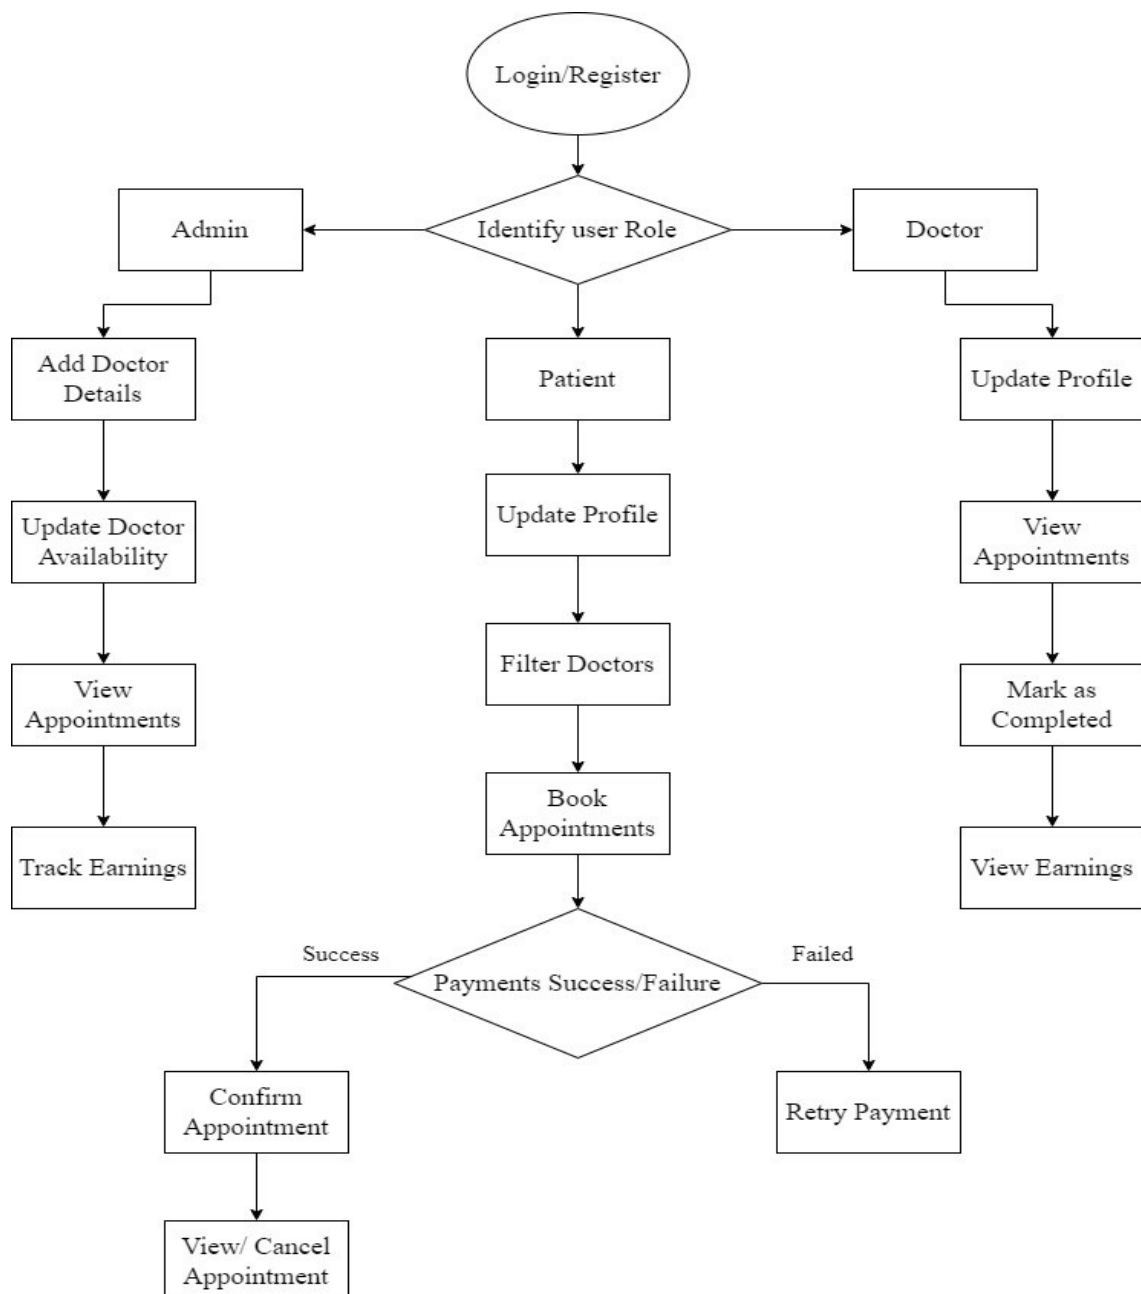 Login/Register
Admin
Identify user Role
Doctor
Add Doctor
Details
Patient
Update Profile
Update Profile
Update Doctor
Availability
View
Appointments
Filter Doctors
View
Appointments
Mark as
Completed
Book
Appointments
Track Earnings
View Earnings
Success
Failed
Payments Success/Failure
Confirm
Appointment
Retry Payment
View/ Cancel
Appointment